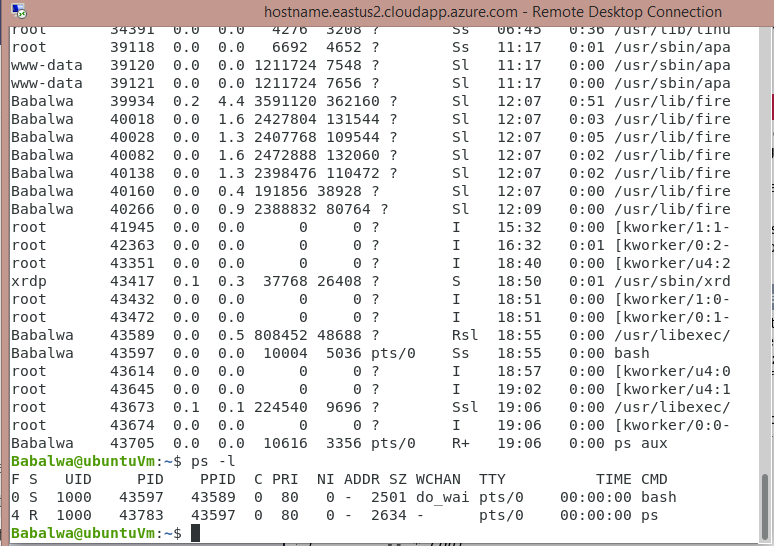 hostname.eastus2.cloudapp.azure.com - Remote Desktop Connection
root 34391 0.0 0.0 4276 3208 ? Ss 06:45 0:36 /usr/lib/linu
root 39118 0.0 0.0 6692 4652 ? Ss 11:17 0:01 /usr/sbin/apa
www-data 39120 0.0 0.0 1211724 7548 ? Sl 11:17 0:00 /usr/sbin/apa
www-data 39121 0.0 0.0 1211724 7656 ? Sl 11:17 0:00 /usr/sbin/apa
Babalwa 39934 0.2 4.4 3591120 362160 ? Sl 12:07 0:51 /usr/lib/fire
Babalwa 40018 0.0 1.6 2427804 131544 ? Sl 12:07 0:03 /usr/lib/fire
Babalwa 40028 0.0 1.3 2407768 109544 ? Sl 12:07 0:05 /usr/lib/fire
Babalwa 40082 0.0 1.6 2472888 132060 ? Sl 12:07 0:02 /usr/lib/fire
Babalwa 40138 0.0 1.3 2398476 110472 ? Sl 12:07 0:02 /usr/lib/fire
Babalwa 40160 0.0 0.4 191856 38928 ? Sl 12:07 0:00 /usr/lib/fire
Babalwa 40266 0.0 0.9 2388832 80764 ? Sl 12:09 0:00 /usr/lib/fire
root 41945 0.0 0.0 0 0 ? I 15:32 0:00 [kworker/1:1-
root 42363 0.0 0.0 0 0 ? I 16:32 0:01 [kworker/0:2-
root 43351 0.0 0.0 0 0 ? I 18:40 0:00 [kworker/u4:2
xrdp 43417 0.1 0.3 37768 26408 ? S 18:50 0:01 /usr/sbin/xrd
root 43432 0.0 0.0 0 0 ? I 18:51 0:00 [kworker/1:0-
root 43472 0.0 0.0 0 0 ? I 18:51 0:00 [kworker/0:1-
Babalwa 43589 0.0 0.5 808452 48688 ? Rsl 18:55 0:00 /usr/libexec/
Babalwa 43597 0.0 0.0 10004 5036 pts/0 Ss 18:55 0:00 bash
root 43614 0.0 0.0 0 0 ? I 18:57 0:00 [kworker/u4:0
root 43645 0.0 0.0 0 0 ? I 19:02 0:00 [kworker/u4:1
root 43673 0.1 0.1 224540 9696 ? Ssl 19:06 0:00 /usr/libexec/
root 43674 0.0 0.0 0 0 ? I 19:06 0:00 [kworker/0:0-
Babalwa 43705 0.0 0.0 10616 3356 pts/0 R+ 19:06 0:00 ps aux
Babalwa@ubuntuVm:~$ ps -l
F S UID PID PPID C PRI NI ADDR SZ WCHAN TTY TIME CMD
0 S 1000 43597 43589 0 80 0 - 2501 do_wai pts/0 00:00:00 bash
4 R 1000 43783 43597 0 80 0 - 2634 - pts/0 00:00:00 ps
Babalwa@ubuntuVm:~$